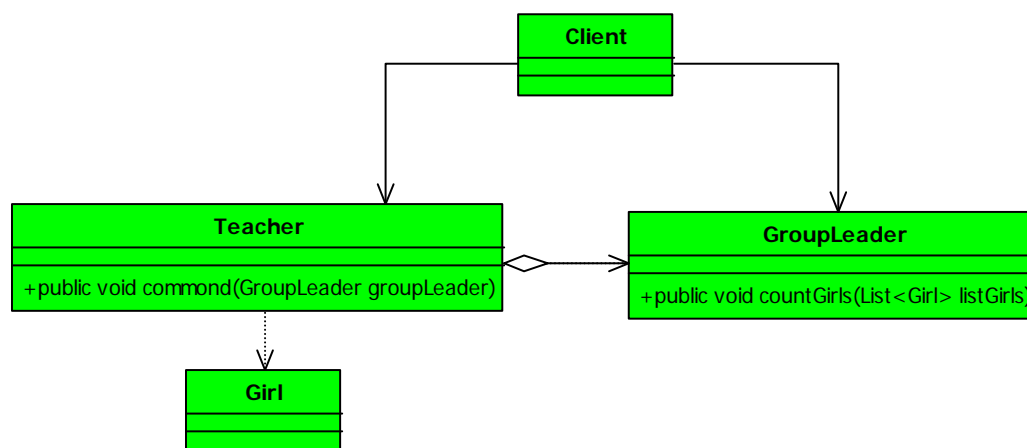 Client
Teacher
+public void commond(GroupLeader groupLeader)
GroupLeader
+public void countGirls(List<Girl> listGirls)
Girl